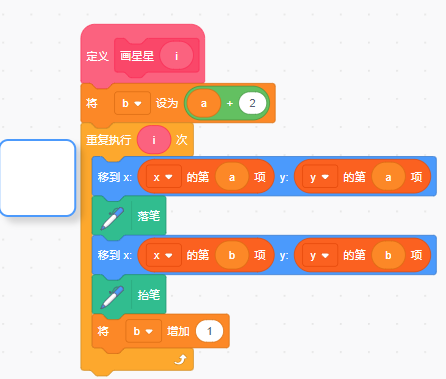 定义 画星星 i
将 b 设为 a + 2
重复执行 i 次
移到 x: x 的第 a 项 y: y 的第 a 项
落笔
移到 x: x 的第 b 项 y: y 的第 b 项
抬笔
将 b 增加 1